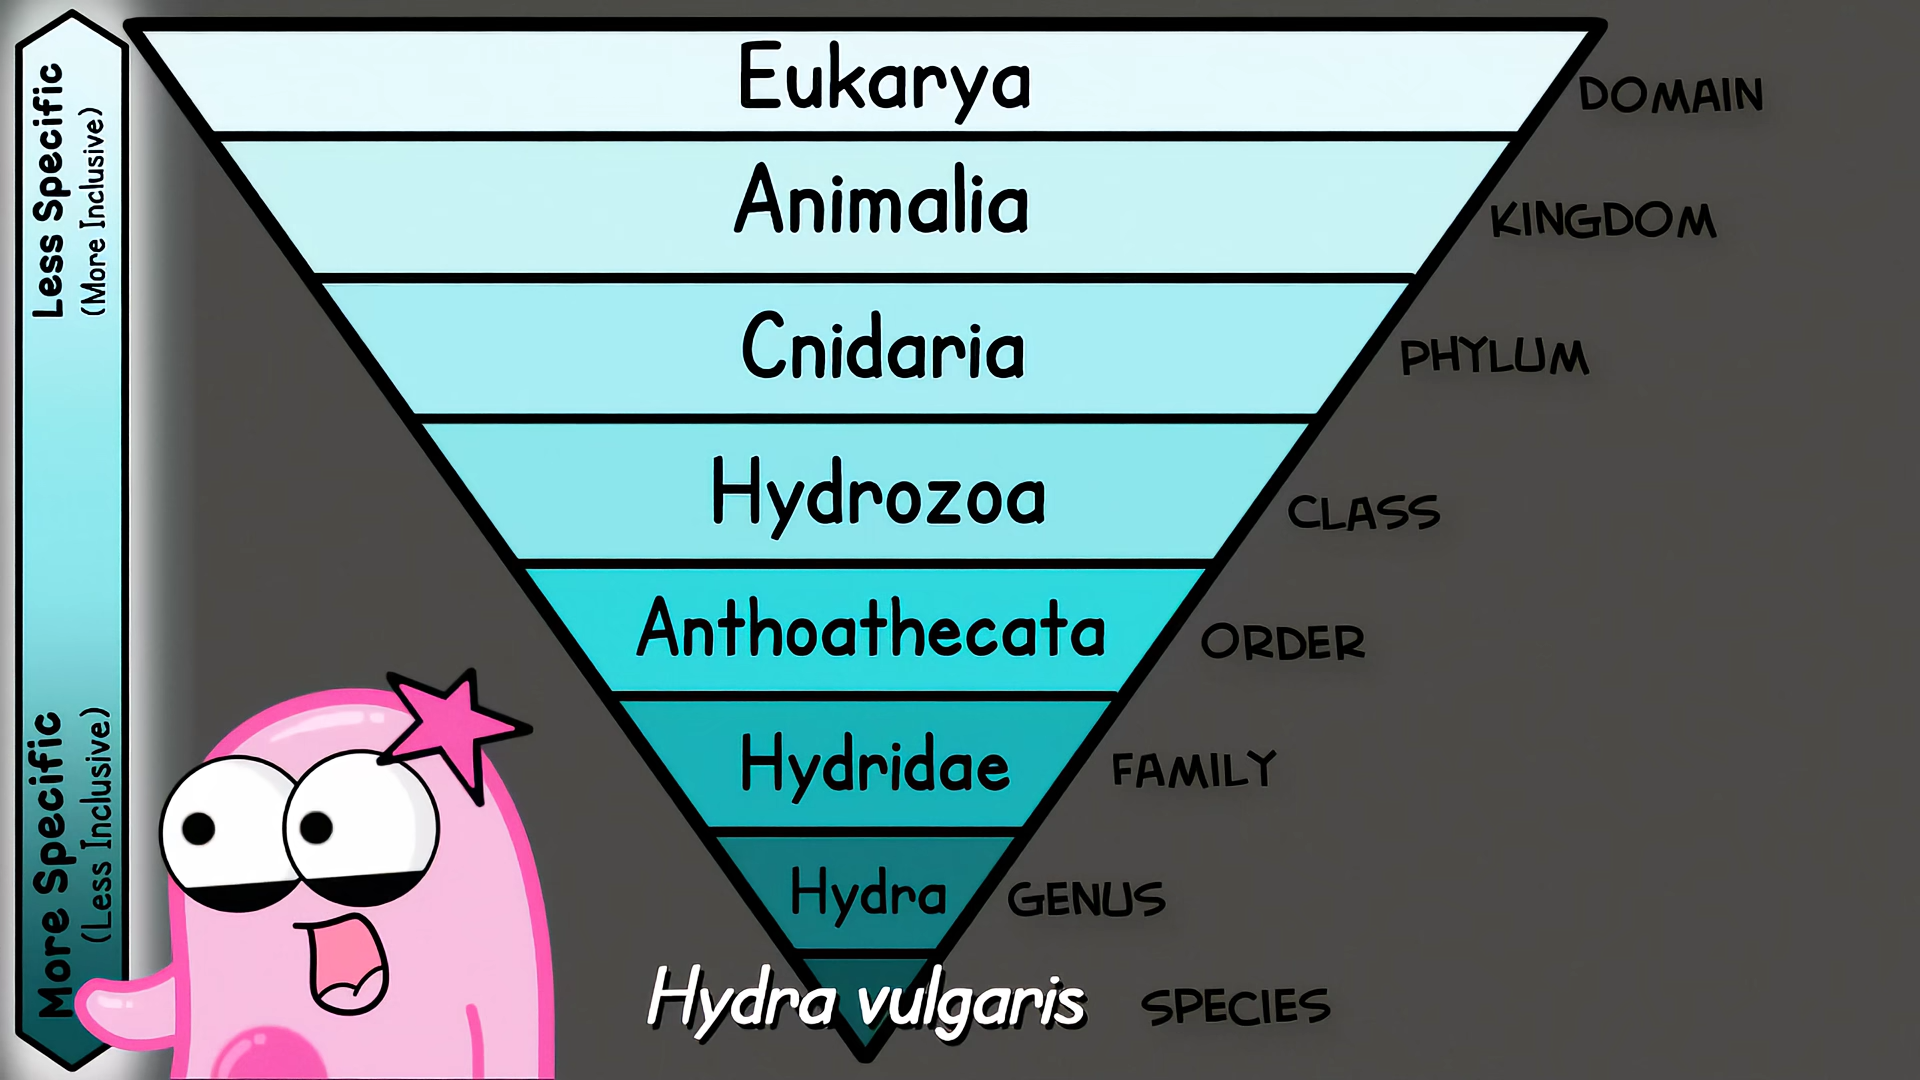 Less Specific
(More Inclusive)
More Specific
(Less Inclusive)
Eukarya
DOMAIN
Animalia
KINGDOM
Cnidaria
PHYLUM
Hydrozoa
CLASS
Anthoathecata
ORDER
Hydridae
FAMILY
Hydra
GENUS
Hydra vulgaris
SPECIES